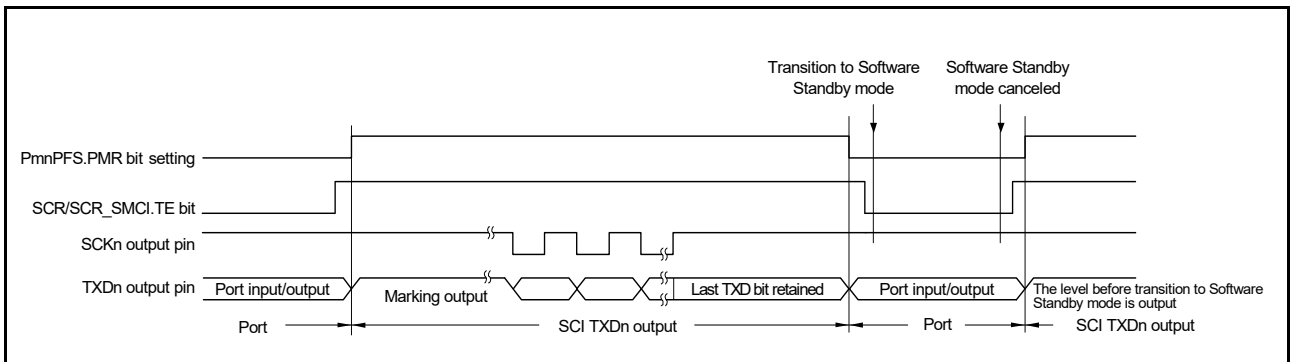 Transition to Software
Standby mode
Software Standby
mode canceled
PmnPFS.PMR bit setting
SCR/SCR_SMCI.TE bit
SCKn output pin
TXDn output pin
Port input/output
Marking output
Last TXD bit retained
Port input/output
The level before transition to Software
Standby mode is output
Port
SCI TXDn output
Port
SCI TXDn output